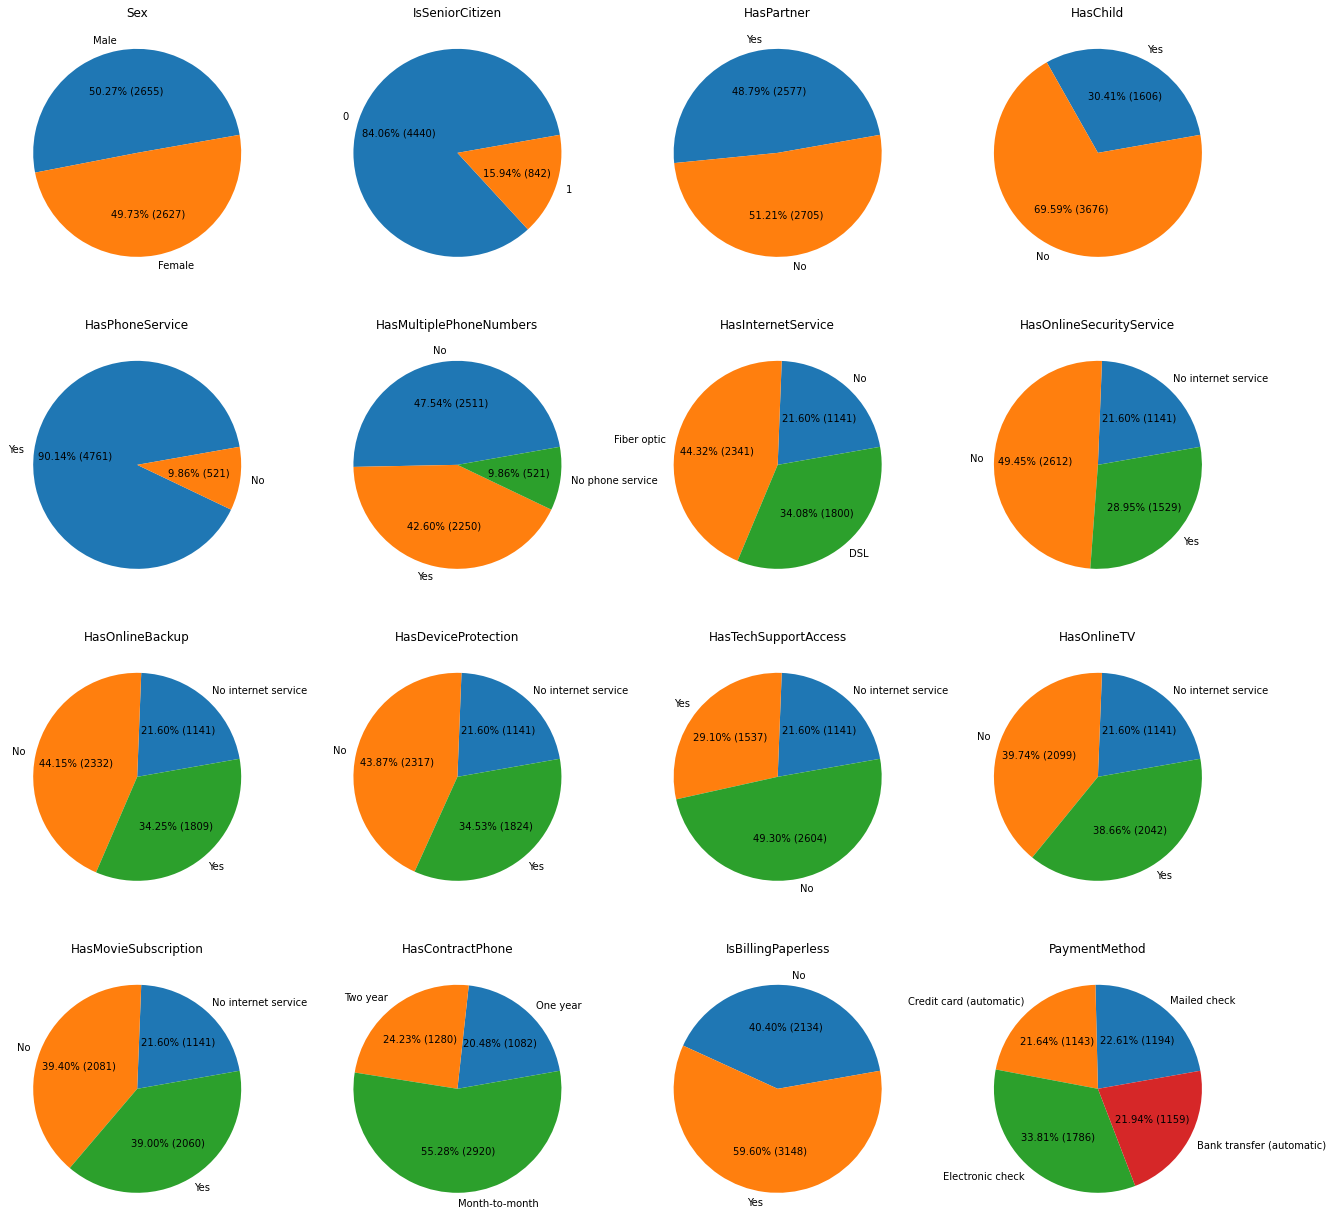 Sex
Male
50.27% (2655)
49.73% (2627)
Female
IsSeniorCitizen
0
84.06% (4440)
15.94% (842)
1
HasPartner
Yes
48.79% (2577)
51.21% (2705)
No
HasChild
Yes
30.41% (1606)
69.59% (3676)
No
HasPhoneService
Yes
90.14% (4761)
9.86% (521)
No
HasMultiplePhoneNumbers
No
47.54% (2511)
9.86% (521)
No phone service
42.60% (2250)
Yes
HasInternetService
No
21.60% (1141)
Fiber optic
44.32% (2341)
34.08% (1800)
DSL
HasOnlineSecurityService
No internet service
21.60% (1141)
No
49.45% (2612)
28.95% (1529)
Yes
HasOnlineBackup
No internet service
21.60% (1141)
No
44.15% (2332)
34.25% (1809)
Yes
HasDeviceProtection
No internet service
21.60% (1141)
No
43.87% (2317)
34.53% (1824)
Yes
HasTechSupportAccess
No internet service
Yes
21.60% (1141)
29.10% (1537)
49.30% (2604)
No
HasOnlineTV
No internet service
21.60% (1141)
No
39.74% (2099)
38.66% (2042)
Yes
HasMovieSubscription
No internet service
21.60% (1141)
No
39.40% (2081)
39.00% (2060)
Yes
HasContractPhone
Two year
One year
24.23% (1280)
20.48% (1082)
55.28% (2920)
Month-to-month
IsBillingPaperless
No
40.40% (2134)
59.60% (3148)
Yes
PaymentMethod
Credit card (automatic)
Mailed check
21.64% (1143)
22.61% (1194)
33.81% (1786)
21.94% (1159)
Bank transfer (automatic)
Electronic check